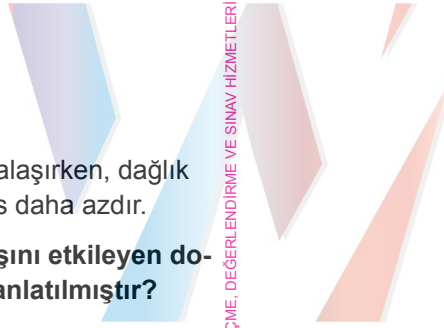 alaşırken, dağlık
s daha azdır.
şını etkileyen do-
anlatılmıştır?
ÇME, DEĞERLENDİRME VE SINAV HİZMETLERİ